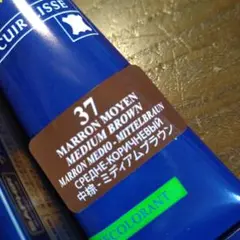 CUIR LISSE
37
MARRON MOYEN
MEDIUM BROWN
MARRON MEDIO - MITTELBRAUN
СРЕДНЕ-КОРИЧНЕВЫЙ
中棕 - ミディアムブラウン